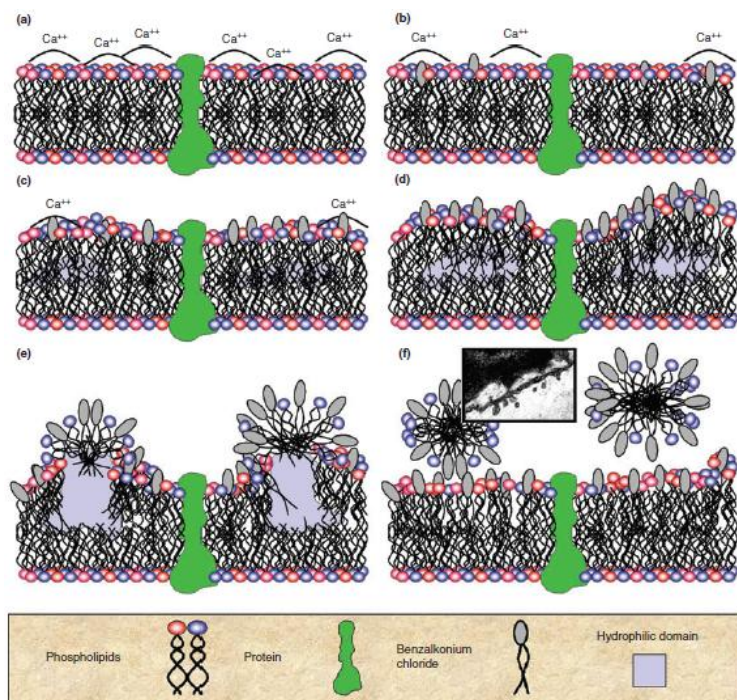 (a)
Ca++ Ca++ Ca++ Ca++ Ca++ Ca++
(b)
Ca++ Ca++ Ca++
(c)
Ca++ Ca++
(d)
(e)
(f)
Phospholipids
Protein
Benzalkonium
chloride
Hydrophilic domain